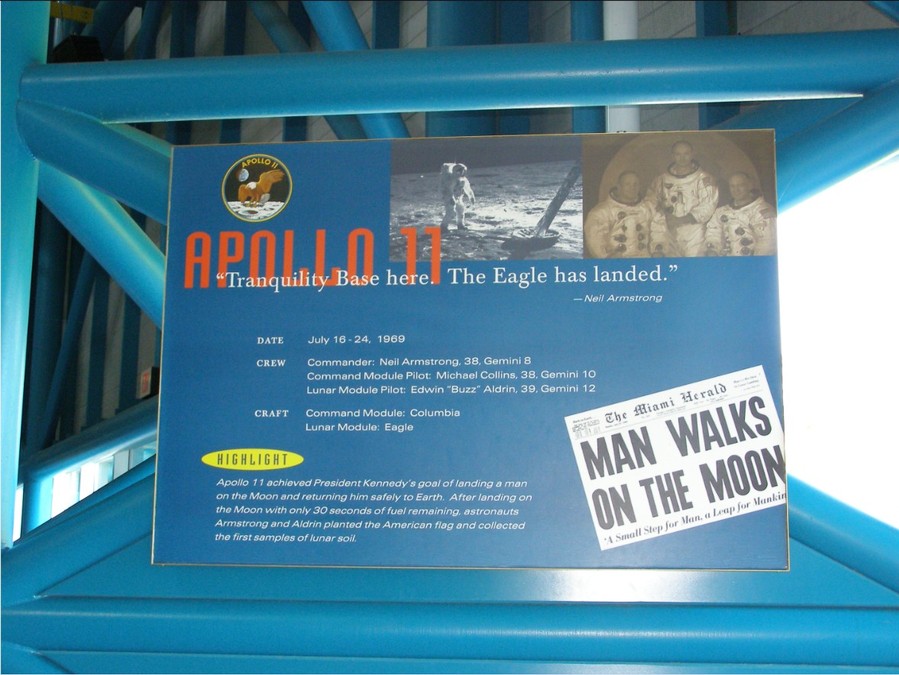 APOLLO 11
APOLLO 11
"Tranquility Base here. The Eagle has landed."
—Neil Armstrong
DATE July 16-24, 1969
CREW Commander: Neil Armstrong, 38, Gemini 8
Command Module Pilot: Michael Collins, 38, Gemini 10
Lunar Module Pilot: Edwin "Buzz" Aldrin, 39, Gemini 12
CRAFT Command Module: Columbia
Lunar Module: Eagle
HIGHLIGHT
Apollo 11 achieved President Kennedy's goal of landing a man
on the Moon and returning him safely to Earth. After landing on
the Moon with only 30 seconds of fuel remaining, astronauts
Armstrong and Aldrin planted the American flag and collected
the first samples of lunar soil.
The Miami Herald
MAN WALKS
ON THE MOON
'A Small Step for Man, a Leap for Mankin